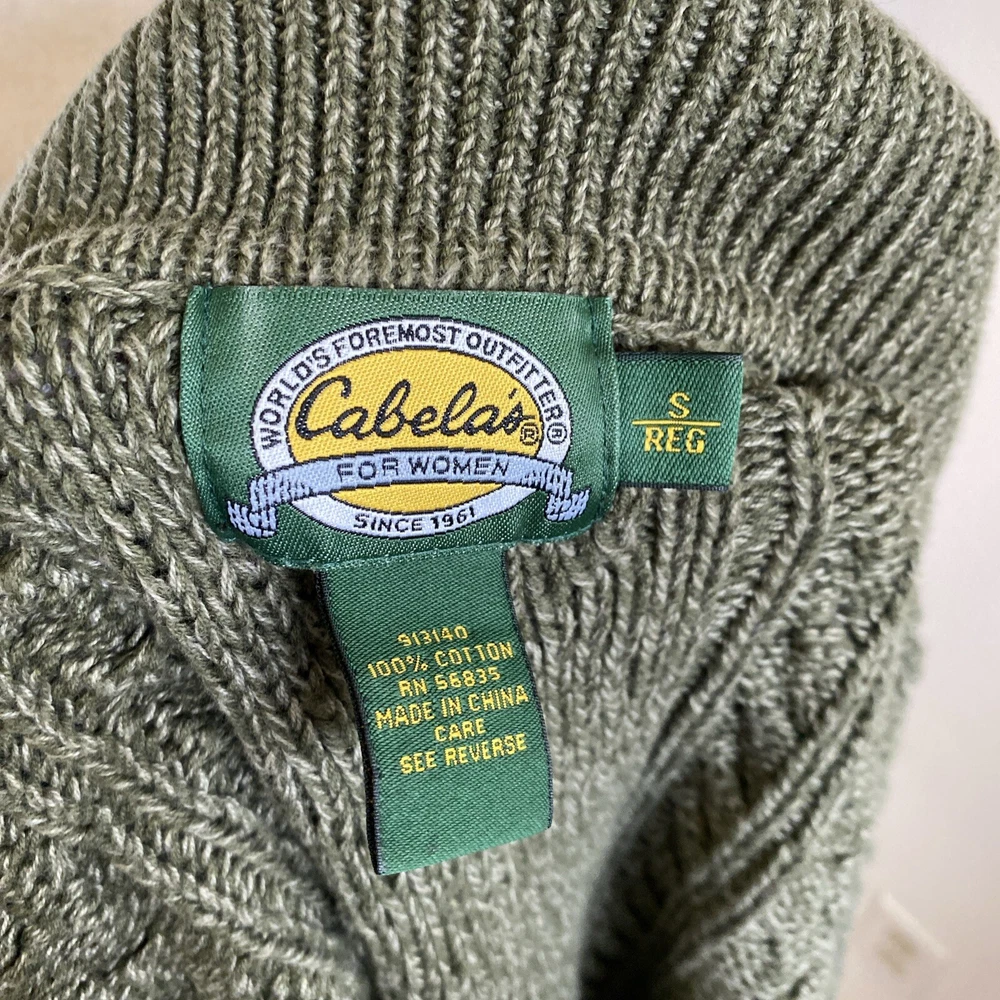 WORLD'S FOREMOST OUTFITTER®
Cabela's®
FOR WOMEN
SINCE 1961
S
REG
913140
100% COTTON
RN 56835
MADE IN CHINA
CARE
SEE REVERSE